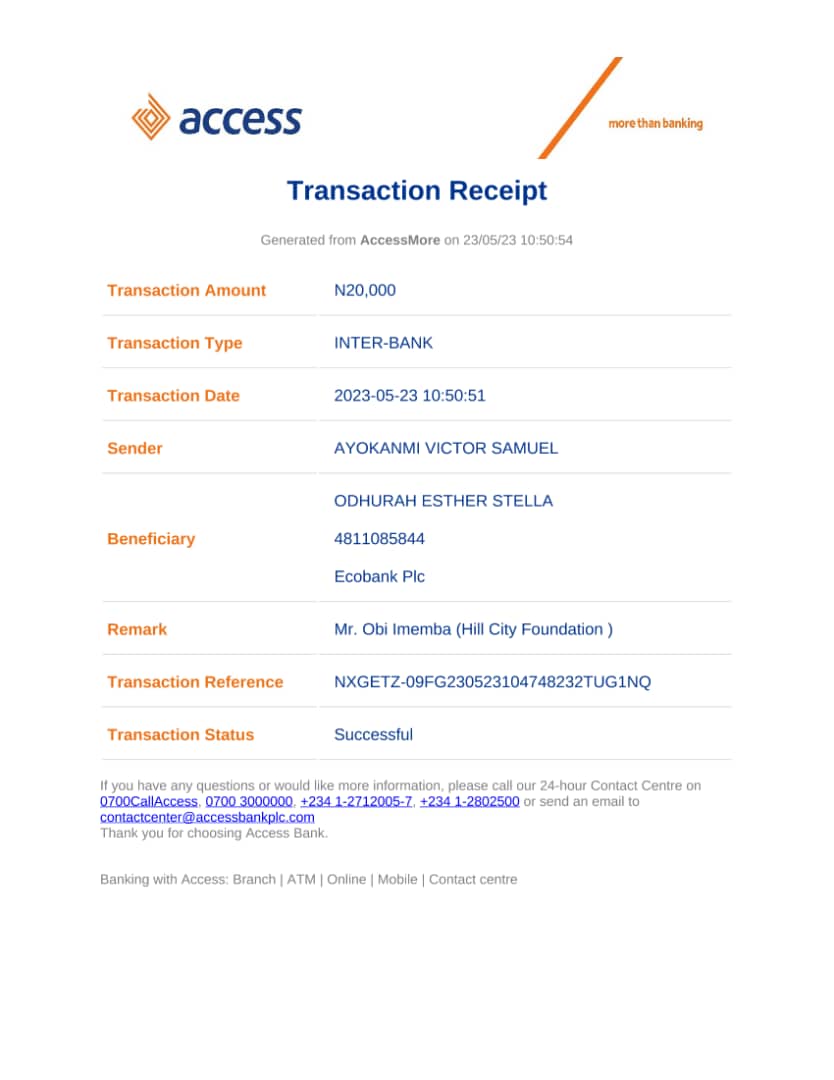 access
more than banking
Transaction Receipt
Generated from AccessMore on 23/05/23 10:50:54
Transaction Amount N20,000
Transaction Type INTER-BANK
Transaction Date 2023-05-23 10:50:51
Sender AYOKANMI VICTOR SAMUEL
ODHURAH ESTHER STELLA
Beneficiary 4811085844
Ecobank Plc
Remark Mr. Obi Imemba (Hill City Foundation )
Transaction Reference NXGETZ-09FG230523104748232TUG1NQ
Transaction Status Successful
If you have any questions or would like more information, please call our 24-hour Contact Centre on
0700CallAccess, 0700 3000000, +234 1-2712005-7, +234 1-2802500 or send an email to
contactcenter@accessbankplc.com
Thank you for choosing Access Bank.
Banking with Access: Branch | ATM | Online | Mobile | Contact centre